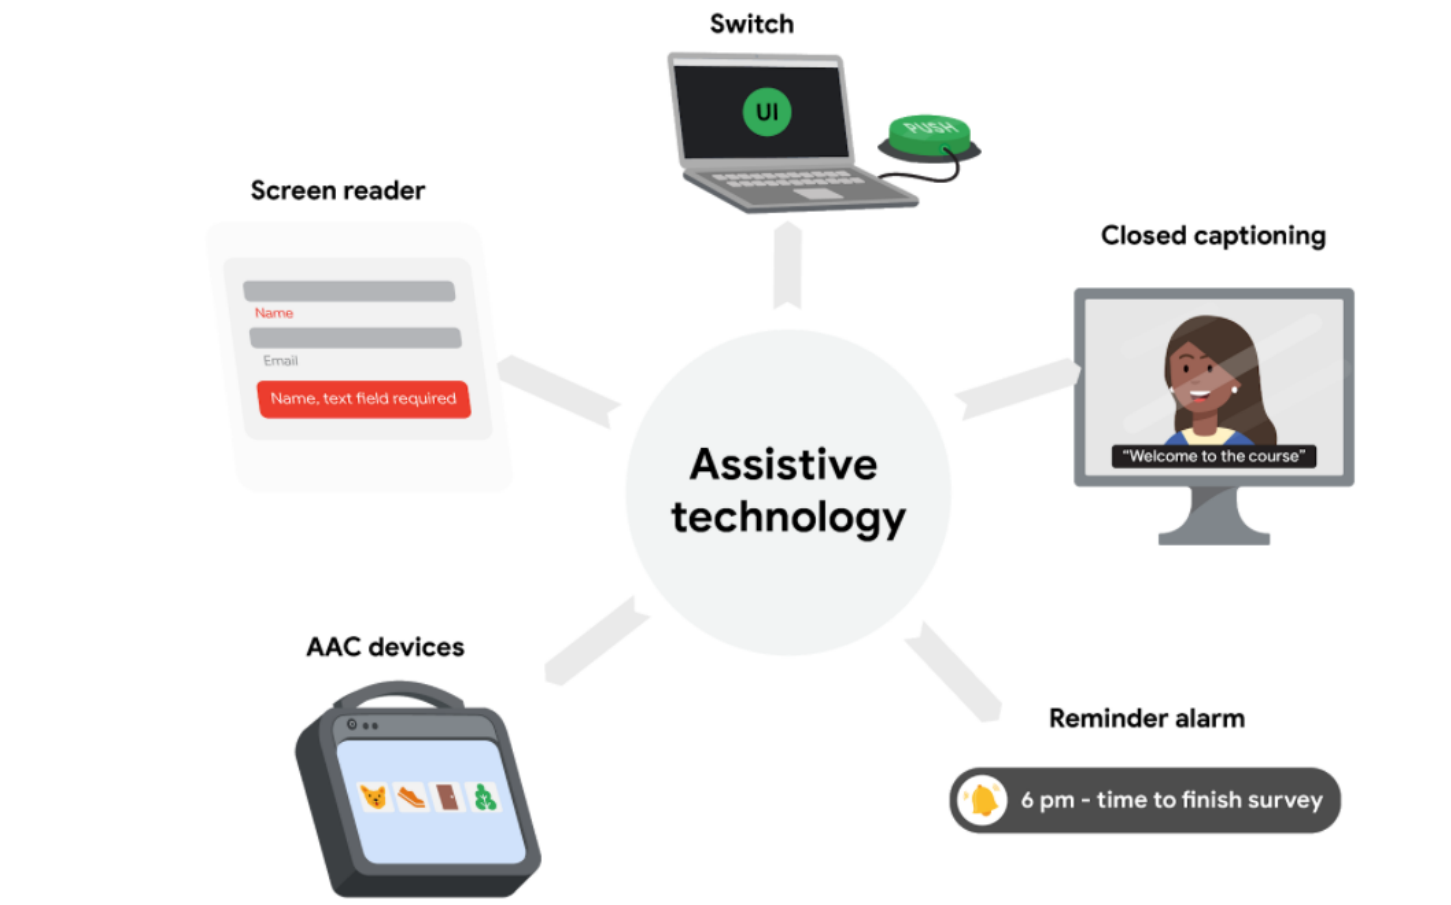 Switch
UI
PUSH
Screen reader
Name
Email
Name, text field required
Closed captioning
“Welcome to the course”
Assistive
technology
AAC devices
Reminder alarm
6 pm - time to finish survey